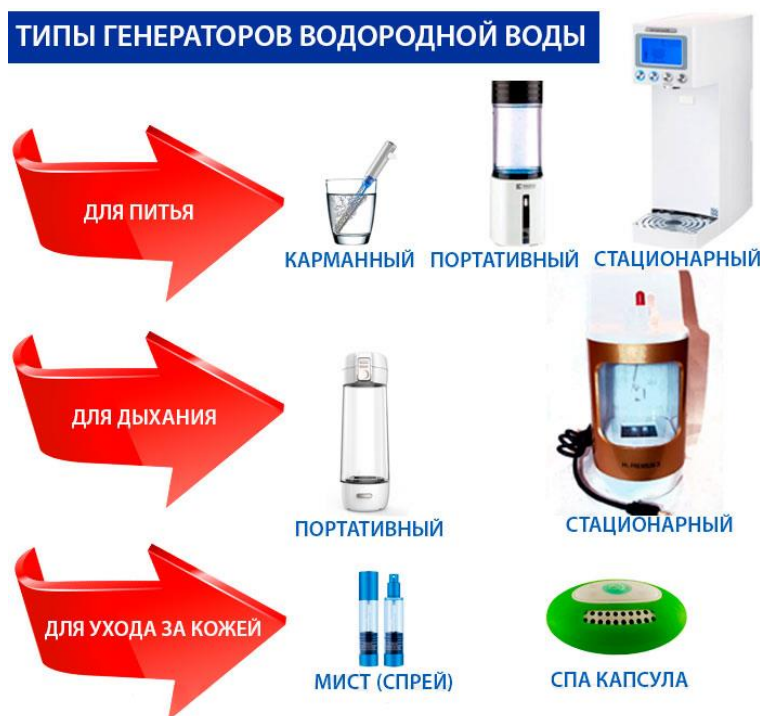 ТИПЫ ГЕНЕРАТОРОВ ВОДОРОДНОЙ ВОДЫ
ДЛЯ ПИТЬЯ
КАРМАННЫЙ ПОРТАТИВНЫЙ СТАЦИОНАРНЫЙ
ДЛЯ ДЫХАНИЯ
ПОРТАТИВНЫЙ СТАЦИОНАРНЫЙ
ДЛЯ УХОДА ЗА КОЖЕЙ
МИСТ (СПРЕЙ) СПА КАПСУЛА